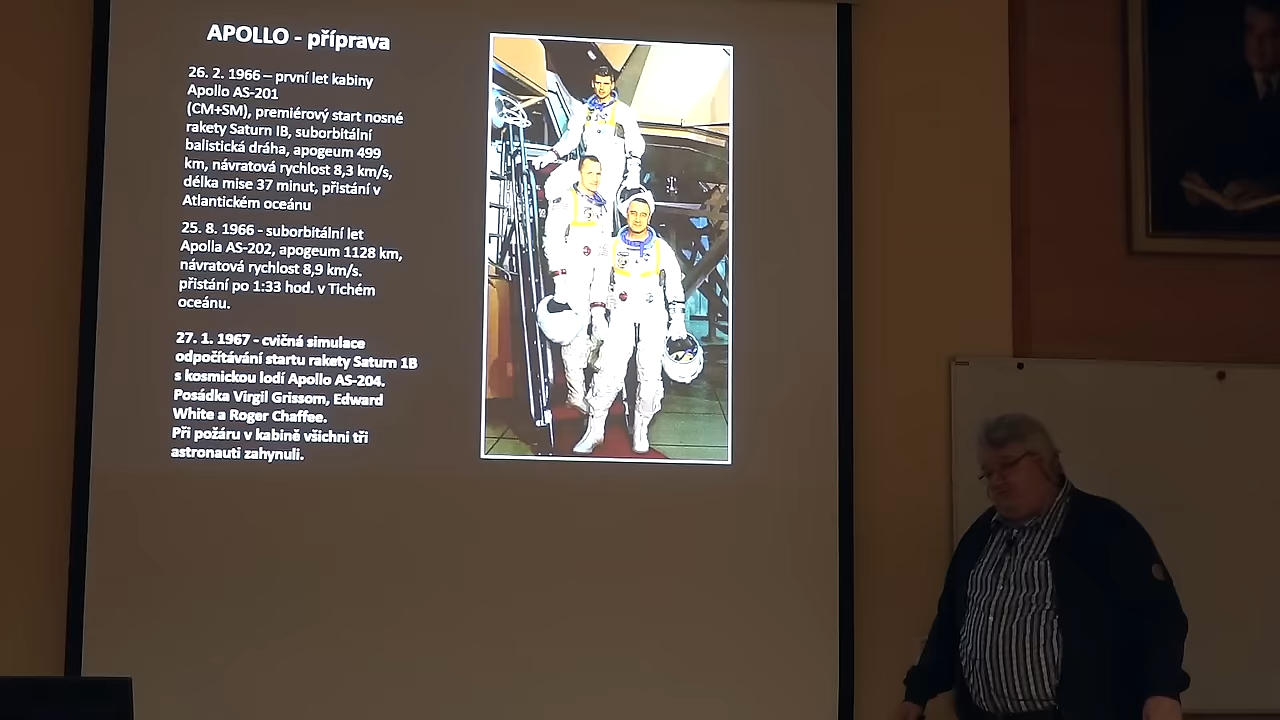 APOLLO - příprava
26. 2. 1966 – první let kabiny
Apollo AS-201
(CM+SM), premiérový start nosné
rakety Saturn IB, suborbitální
balistická dráha, apogeum 499
km, návratová rychlost 8,3 km/s,
délka mise 37 minut, přistání v
Atlantickém oceánu
25. 8. 1966 - suborbitální let
Apolla AS-202, apogeum 1128 km,
návratová rychlost 8,9 km/s.
přistání po 1:33 hod. v Tichém
oceánu.
27. 1. 1967 - cvičná simulace
odpočítávání startu rakety Saturn 1B
s kosmickou lodí Apollo AS-204.
Posádka Virgil Grissom, Edward
White a Roger Chaffee.
Při požáru v kabině všichni tři
astronauti zahynuli.